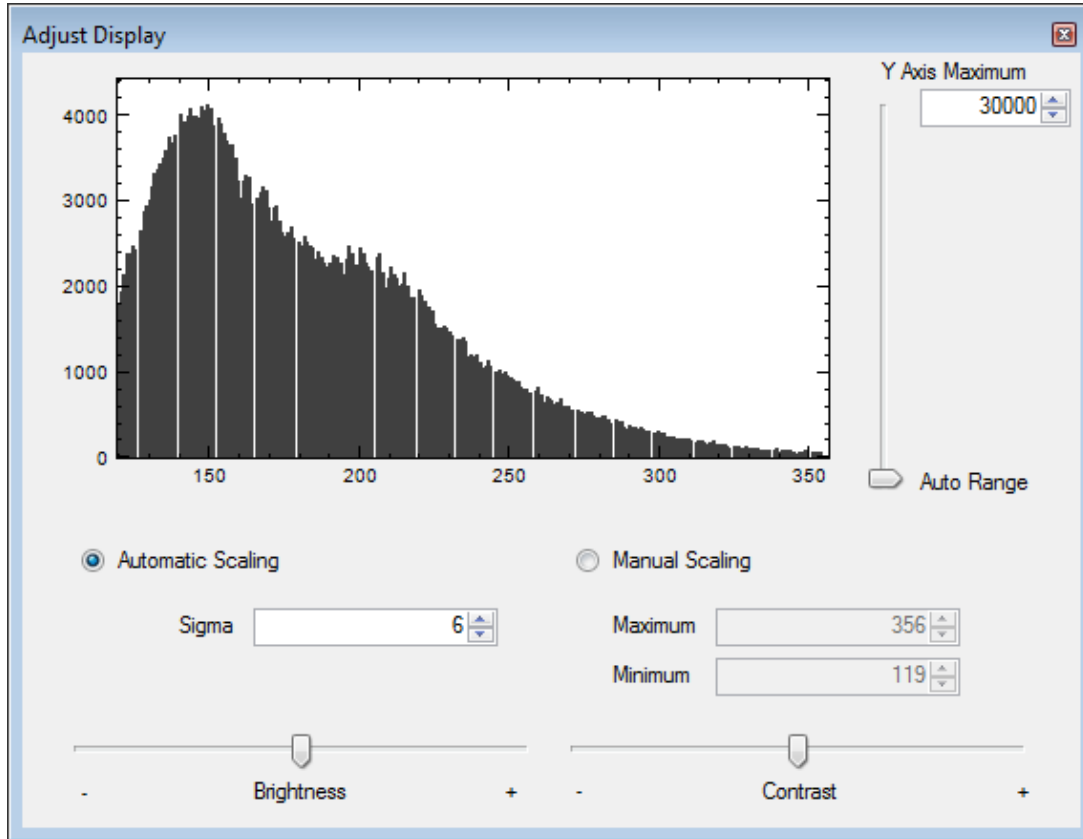 Adjust Display
Y Axis Maximum
30000
4000
3000
2000
1000
0
150 200 250 300 350
Auto Range
Automatic Scaling Manual Scaling
Sigma 6 Maximum 356
Minimum 119
- Brightness + - Contrast +